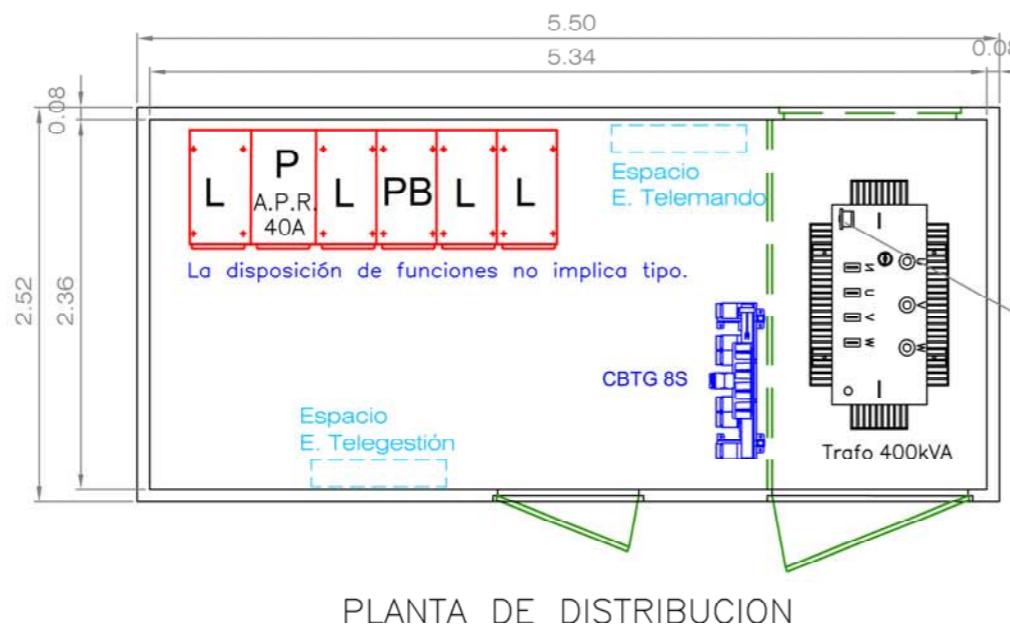 5.50
5.34
0.08
0.08
2.52
2.36
L
P
A.P.R.
40A
L
PB
L
L
La disposición de funciones no implica tipo.
Espacio
E. Telemando
CBTG 8S
Espacio
E. Telegestión
N
U
V
W
U
V
W
Trafo 400kVA
PLANTA DE DISTRIBUCION